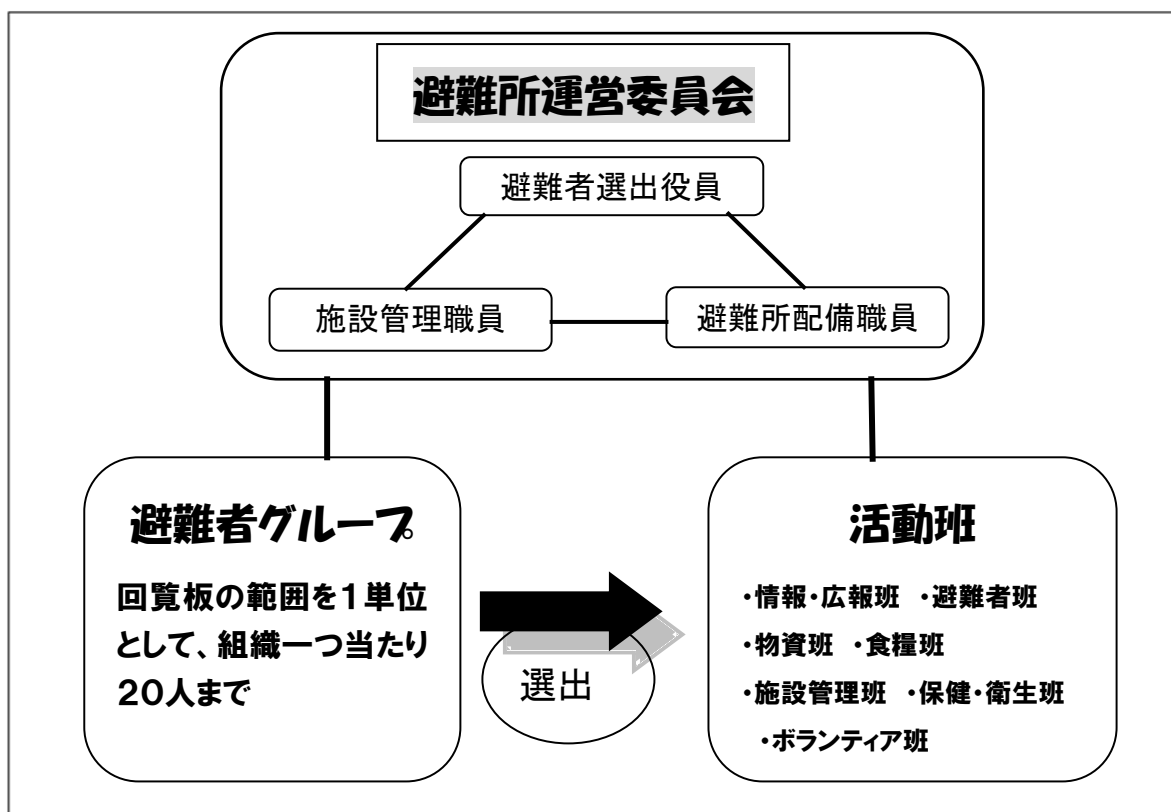 避難所運営委員会
避難者選出役員
施設管理職員
避難所配備職員
避難者グループ
回覧板の範囲を1単位
として、組織一つ当たり
20人まで
選出
活動班
・情報・広報班 ・避難者班
・物資班 ・食糧班
・施設管理班 ・保健・衛生班
・ボランティア班